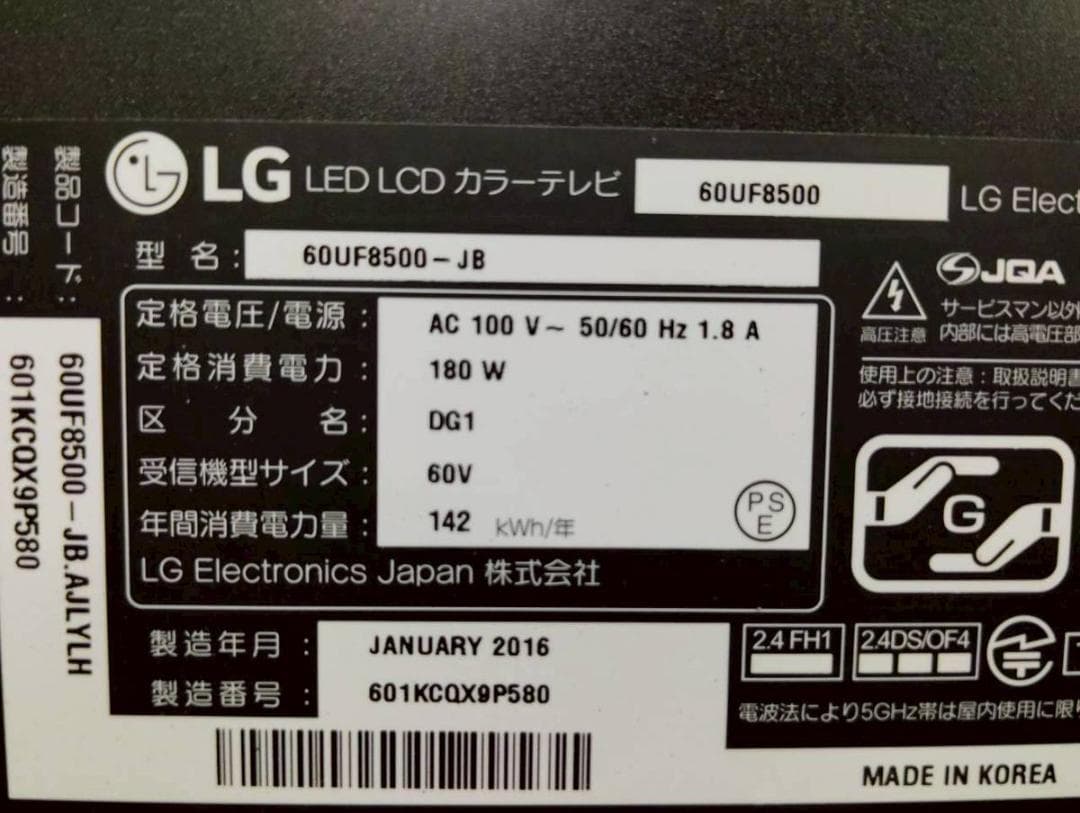 LG LED LCD カラーテレビ 60UF8500 LG Elect
型名: 60UF8500-JB
定格電圧/電源: AC 100 V~ 50/60 Hz 1.8 A
定格消費電力: 180 W
区分名: DG1
受信機型サイズ: 60V
年間消費電力量: 142 kWh/年
PS
E
LG Electronics Japan 株式会社
製造年月: JANUARY 2016
製造番号: 601KCQX9P580
製品コード: 60UF8500-JB.AJLYLH
製造番号: 601KCQX9P580
JQA
高圧注意
サービスマン以外
内部には高電圧部
使用上の注意:取扱説明書
必ず接地接続を行ってくだ
G
2.4FH1 2.4DS/OF4
電波法により5GHz帯は屋内使用に限り
MADE IN KOREA